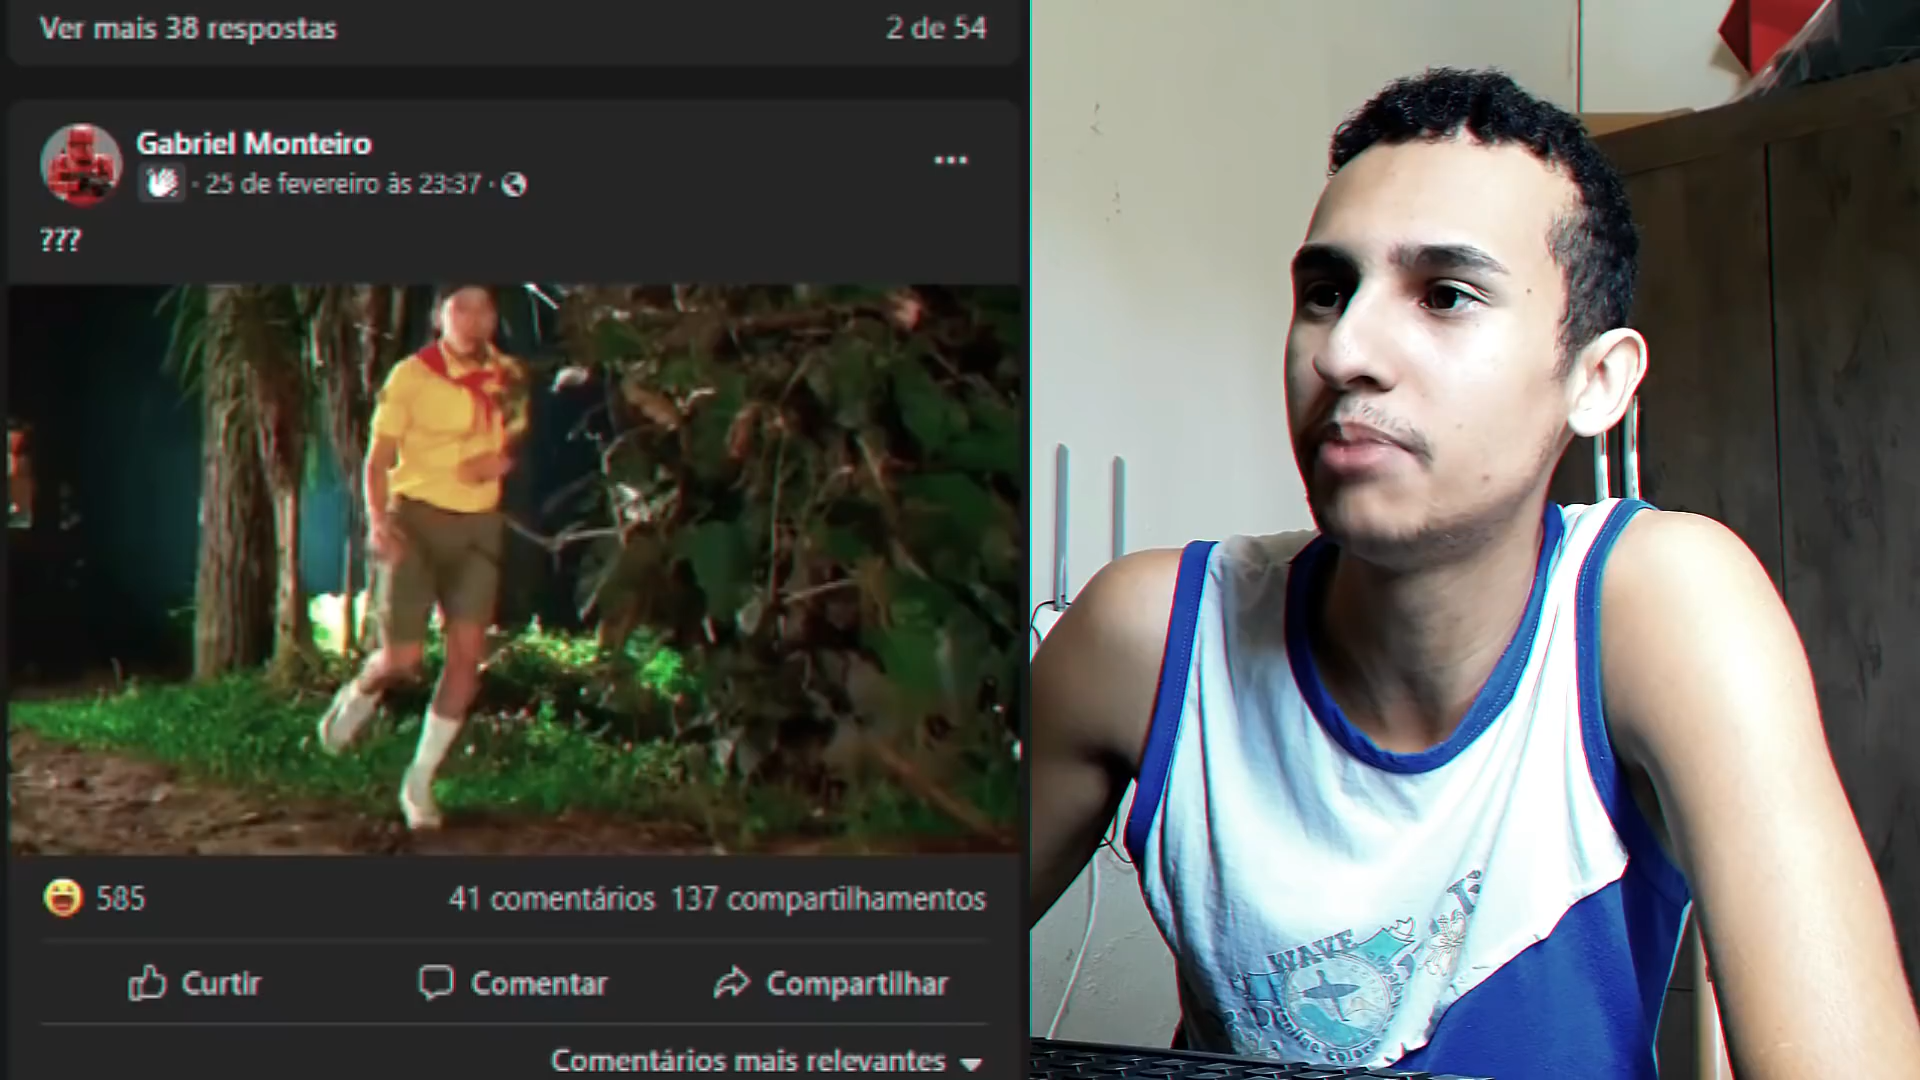 Ver mais 38 respostas
2 de 54
Gabriel Monteiro
· 25 de fevereiro às 23:37 ·
???
585
41 comentários 137 compartilhamentos
Curtir
Comentar
Compartilhar
Comentários mais relevantes
WAVE